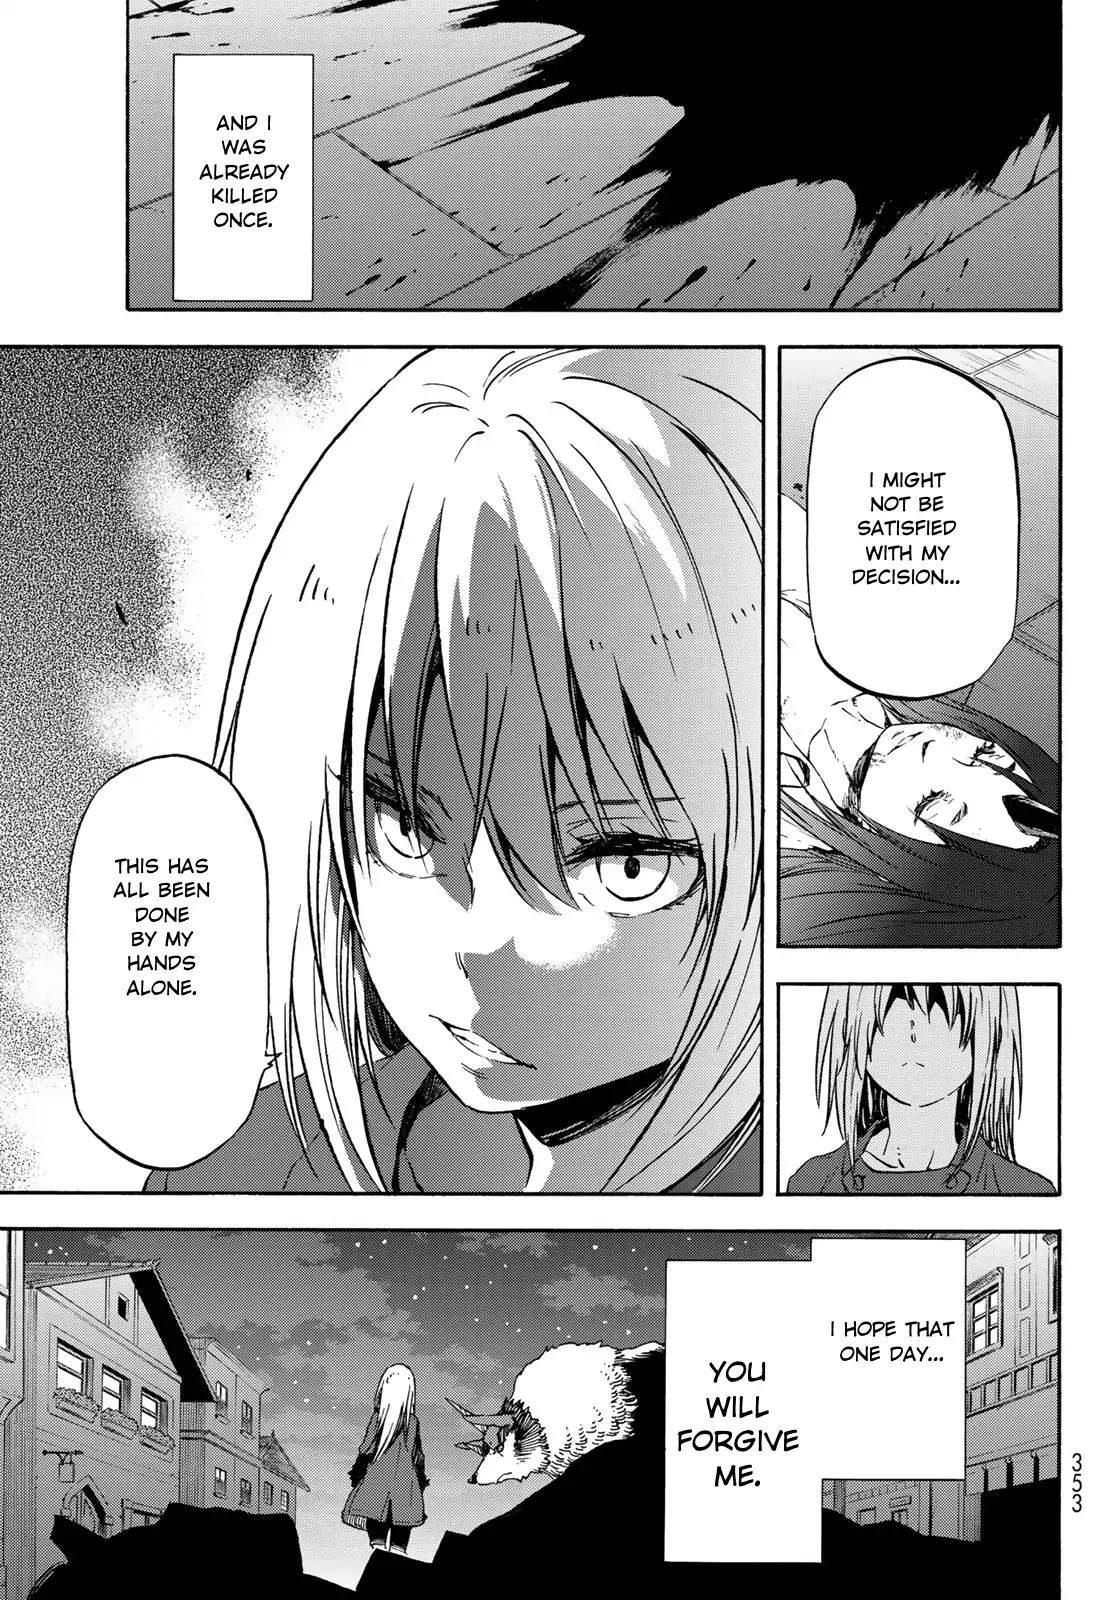 AND I
WAS
ALREADY
KILLED
ONCE.
I MIGHT
NOT BE
SATISFIED
WITH MY
DECISION...
THIS HAS
ALL BEEN
DONE
BY MY
HANDS
ALONE.
I HOPE THAT
ONE DAY...
YOU
WILL
FORGIVE
ME.
353